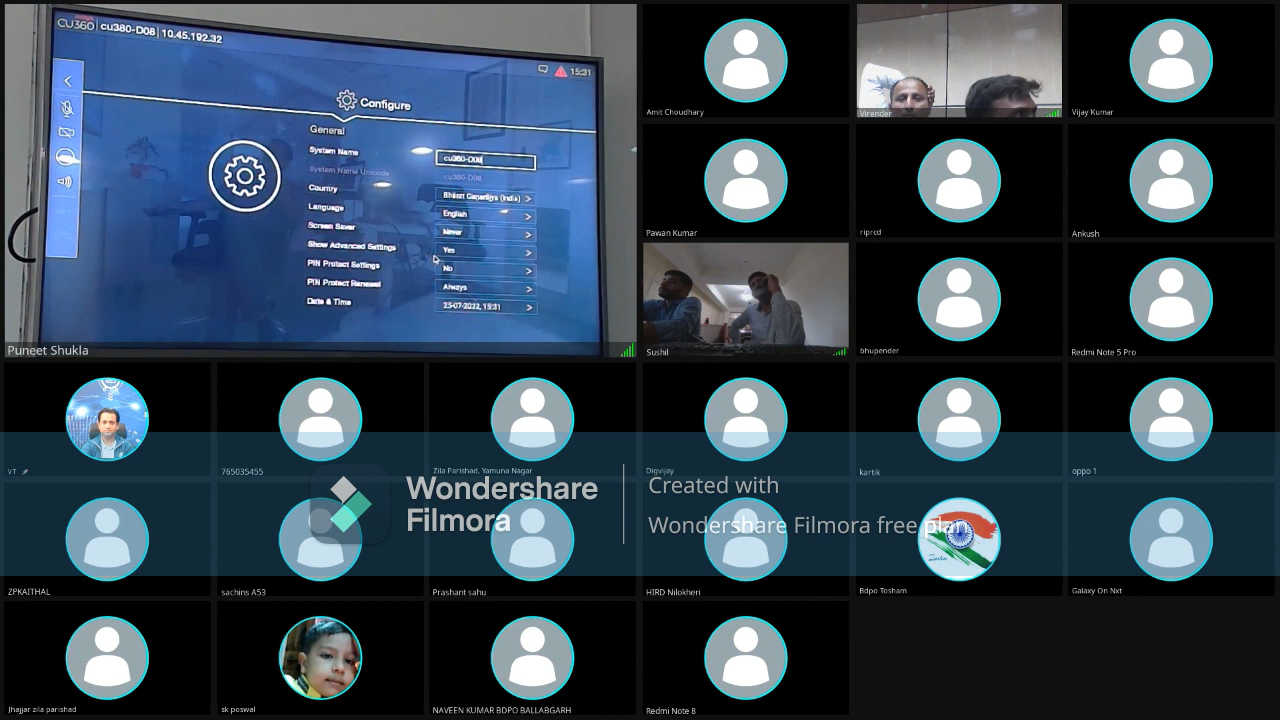 CU360 cu380-D08 10.45.192.32
15:31
Configure
General
System Name cu360-D08
System Name Unicode cu360-D08
Country Bharat Ganarajya (India) >
Language English >
Screen Saver Never >
Show Advanced Settings Yes >
PIN Protect Settings No >
PIN Protect Renewal Always >
Date & Time 25-07-2022, 15:31 >
Puneet Shukla
Amit Choudhary
Virender
Vijay Kumar
Pawan Kumar
riprcd
Ankush
Sushil
bhupender
Redmi Note 5 Pro
VT
765035455
Zila Parishad, Yamuna Nagar
Digvijay
kartik
oppo 1
Wondershare
Filmora
Created with
Wondershare Filmora free plan
ZPKAITHAL
sachins A53
Prashant sahu
HIRD Nilokheri
Bdpo Tosham
Galaxy On Nxt
Jhajjar zila parishad
sk poswal
NAVEEN KUMAR BDPO BALLABGARH
Redmi Note 8